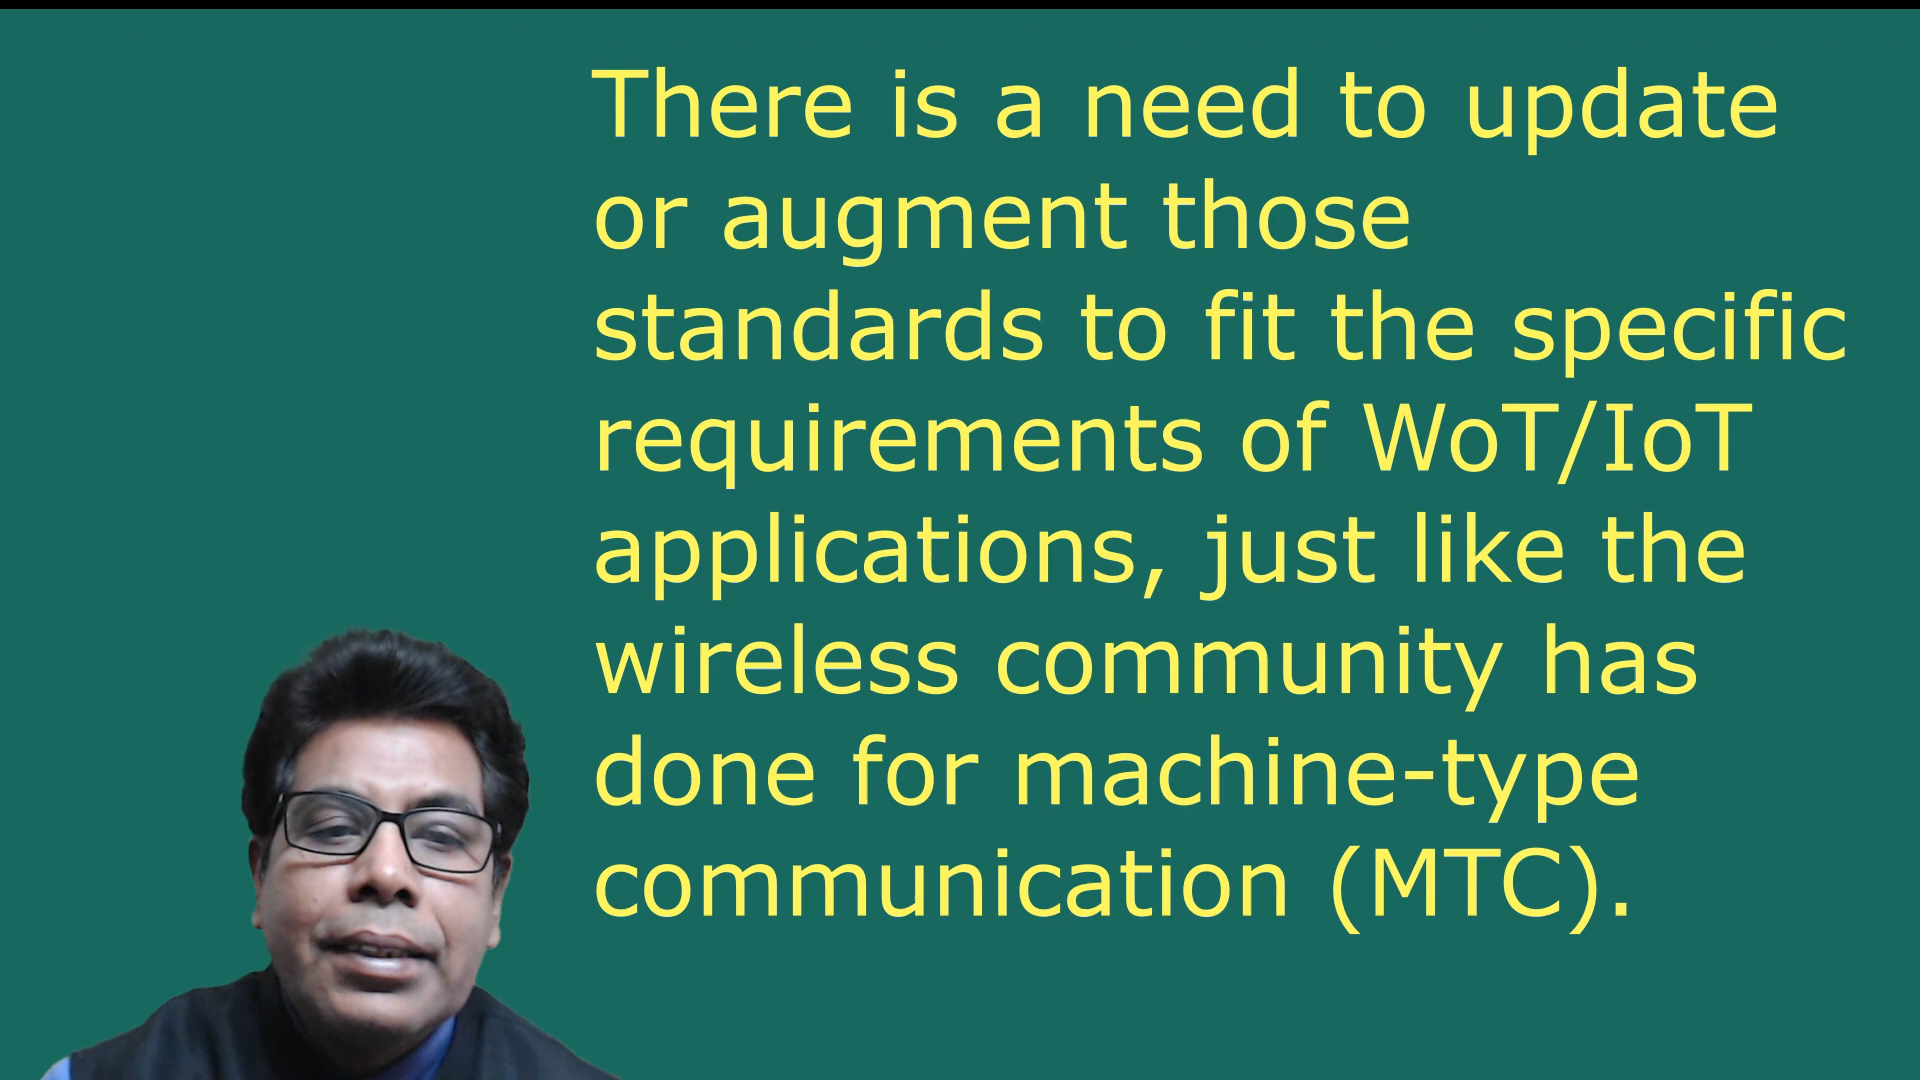 There is a need to update
or augment those
standards to fit the specific
requirements of WoT/IoT
applications, just like the
wireless community has
done for machine-type
communication (MTC).